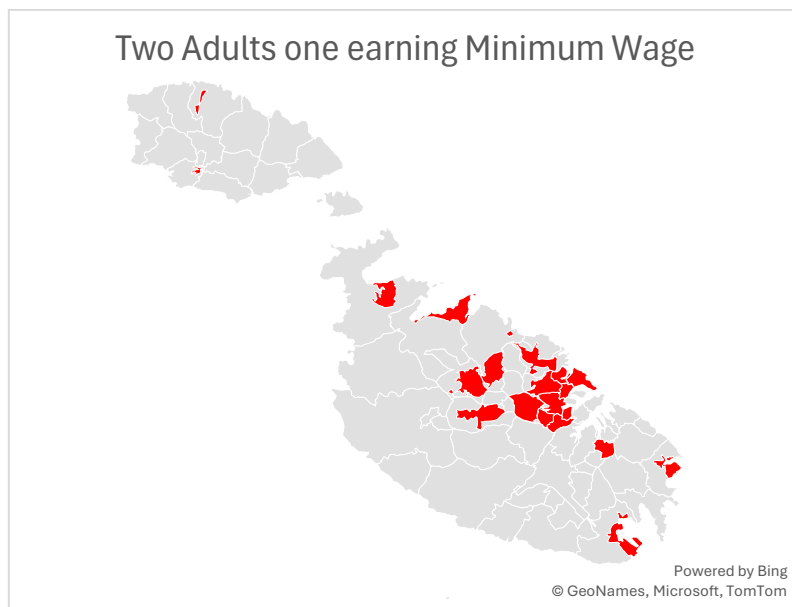 Two Adults one earning Minimum Wage
Powered by Bing
© GeoNames, Microsoft, TomTom